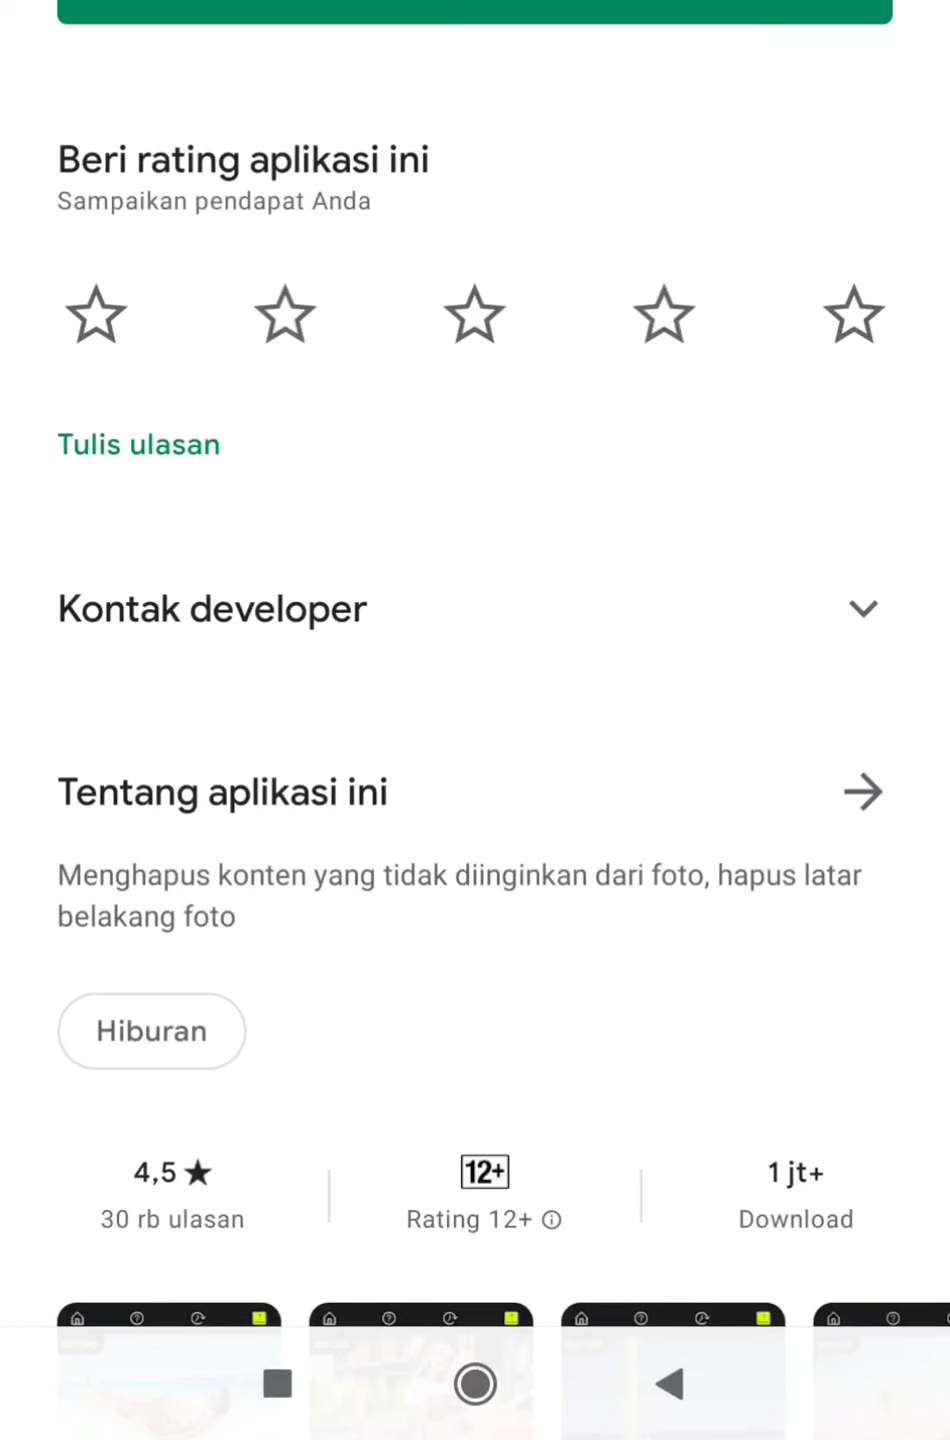 Beri rating aplikasi ini
Sampaikan pendapat Anda
Tulis ulasan
Kontak developer
Tentang aplikasi ini
Menghapus konten yang tidak diinginkan dari foto, hapus latar
belakang foto
Hiburan
4,5★ 12+ 1 jt+
30 rb ulasan Rating 12+ Download